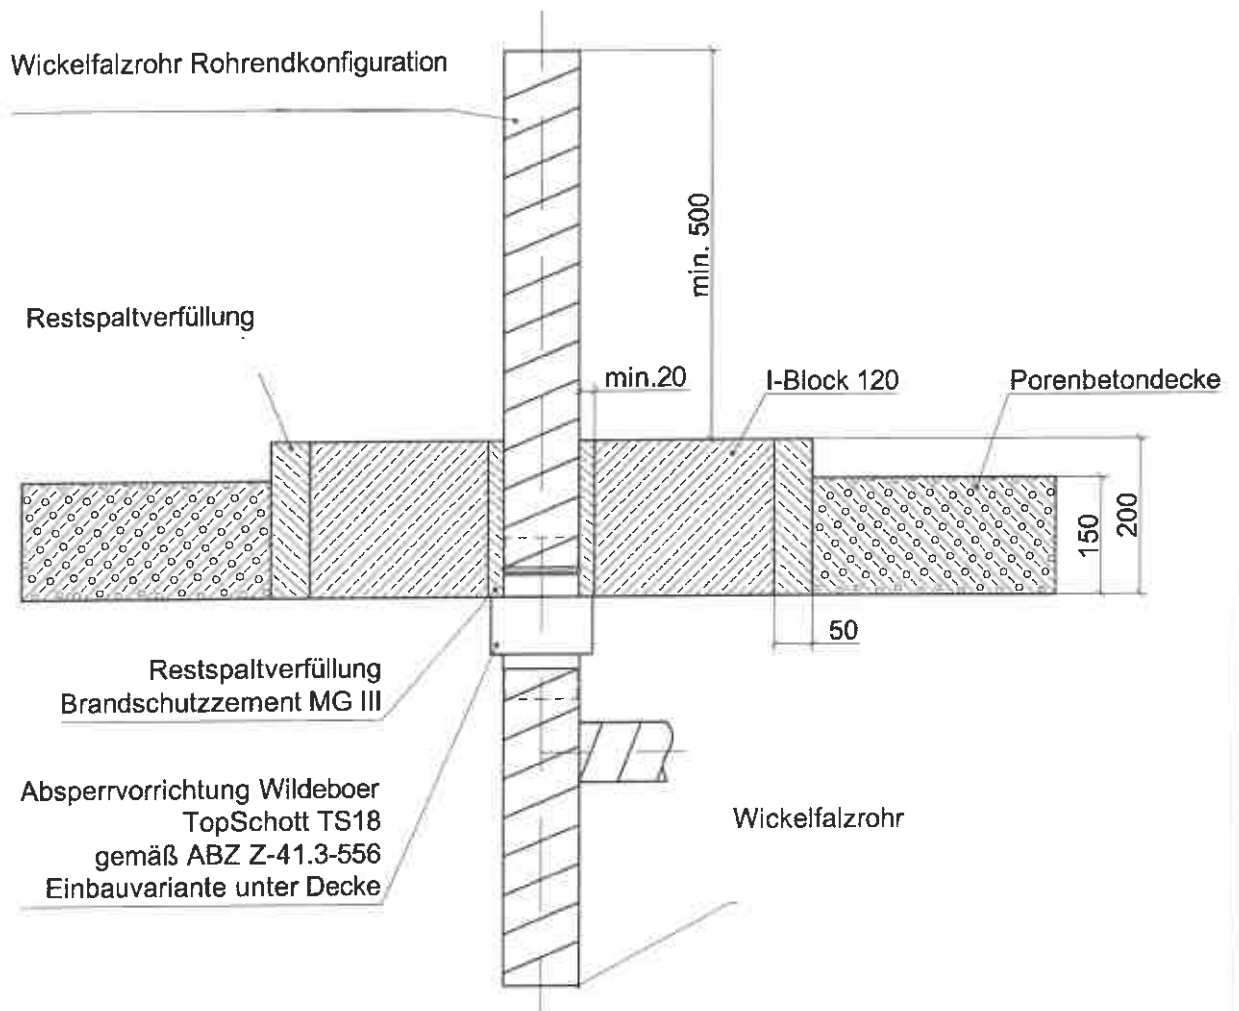 Wickelfalzrohr Rohrendkonfiguration
min. 500
Restspaltverfüllung
min.20
I-Block 120
Porenbetondecke
150
200
50
Restspaltverfüllung
Brandschutzzement MG III
Absperrvorrichtung Wildeboer
TopSchott TS18
gemäß ABZ Z-41.3-556
Einbauvariante unter Decke
Wickelfalzrohr